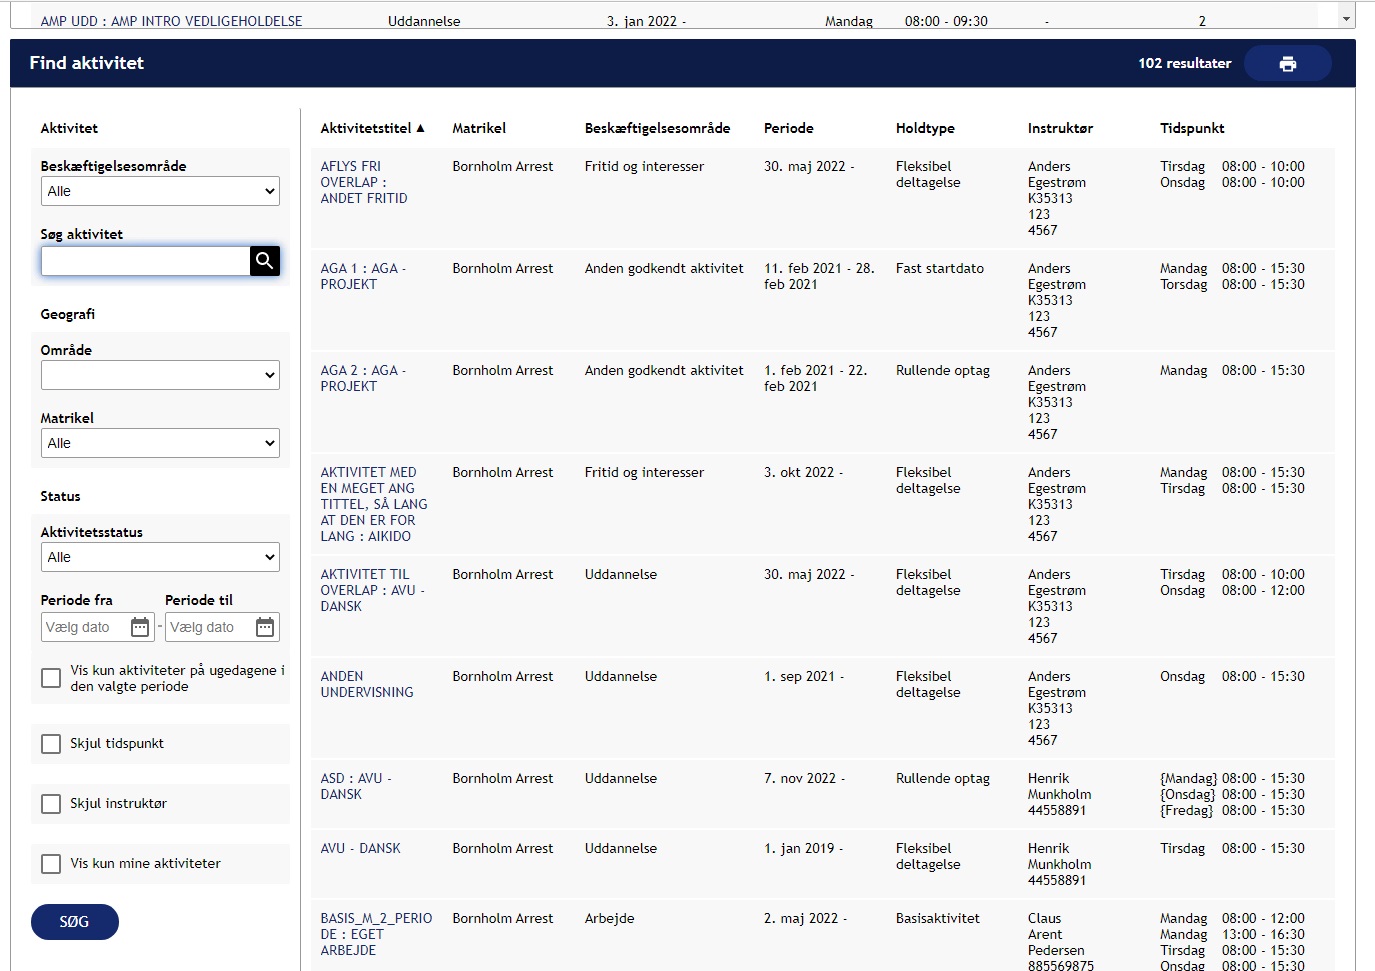 AMP UDD : AMP INTRO VEDLIGEHOLDELSE Uddannelse 3. jan 2022 - Mandag 08:00 - 09:30 - 2
Find aktivitet
102 resultater
Aktivitet
Beskæftigelsesområde
Alle
Søg aktivitet
Geografi
Område
Matrikel
Alle
Status
Aktivitetsstatus
Alle
Periode fra Periode til
Vælg dato - Vælg dato
Vis kun aktiviteter på ugedagene i
den valgte periode
Skjul tidspunkt
Skjul instruktør
Vis kun mine aktiviteter
SØG
Aktivitetstitel ▲ Matrikel Beskæftigelsesområde Periode Holdtype Instruktør Tidspunkt
AFLYS FRI Bornholm Arrest Fritid og interesser 30. maj 2022 - Fleksibel Anders Tirsdag 08:00 - 10:00
OVERLAP : deltagelse Egestrøm Onsdag 08:00 - 10:00
ANDET FRITID K35313
123
4567
AGA 1 : AGA - Bornholm Arrest Anden godkendt aktivitet 11. feb 2021 - 28. Fast startdato Anders Mandag 08:00 - 15:30
PROJEKT feb 2021 Egestrøm Torsdag 08:00 - 15:30
K35313
123
4567
AGA 2 : AGA - Bornholm Arrest Anden godkendt aktivitet 1. feb 2021 - 22. Rullende optag Anders Mandag 08:00 - 15:30
PROJEKT feb 2021 Egestrøm
K35313
123
4567
AKTIVITET MED Bornholm Arrest Fritid og interesser 3. okt 2022 - Fleksibel Anders Mandag 08:00 - 15:30
EN MEGET ANG deltagelse Egestrøm Tirsdag 08:00 - 15:30
TITTEL, SÅ LANG K35313
AT DEN ER FOR 123
LANG : AIKIDO 4567
AKTIVITET TIL Bornholm Arrest Uddannelse 30. maj 2022 - Fleksibel Anders Tirsdag 08:00 - 10:00
OVERLAP : AVU - deltagelse Egestrøm Onsdag 08:00 - 12:00
DANSK K35313
123
4567
ANDEN Bornholm Arrest Uddannelse 1. sep 2021 - Fleksibel Anders Onsdag 08:00 - 15:30
UNDERVISNING deltagelse Egestrøm
K35313
123
4567
ASD : AVU - Bornholm Arrest Uddannelse 7. nov 2022 - Rullende optag Henrik {Mandag} 08:00 - 15:30
DANSK Munkholm {Onsdag} 08:00 - 15:30
44558891 {Fredag} 08:00 - 15:30
AVU - DANSK Bornholm Arrest Uddannelse 1. jan 2019 - Fleksibel Henrik Tirsdag 08:00 - 15:30
deltagelse Munkholm
44558891
BASIS_M_2_PERIO Bornholm Arrest Arbejde 2. maj 2022 - Basisaktivitet Claus Mandag 08:00 - 12:00
DE : EGET Arent Mandag 13:00 - 16:30
ARBEJDE Pedersen Tirsdag 08:00 - 15:30
885569875 Onsdag 08:00 - 15:30